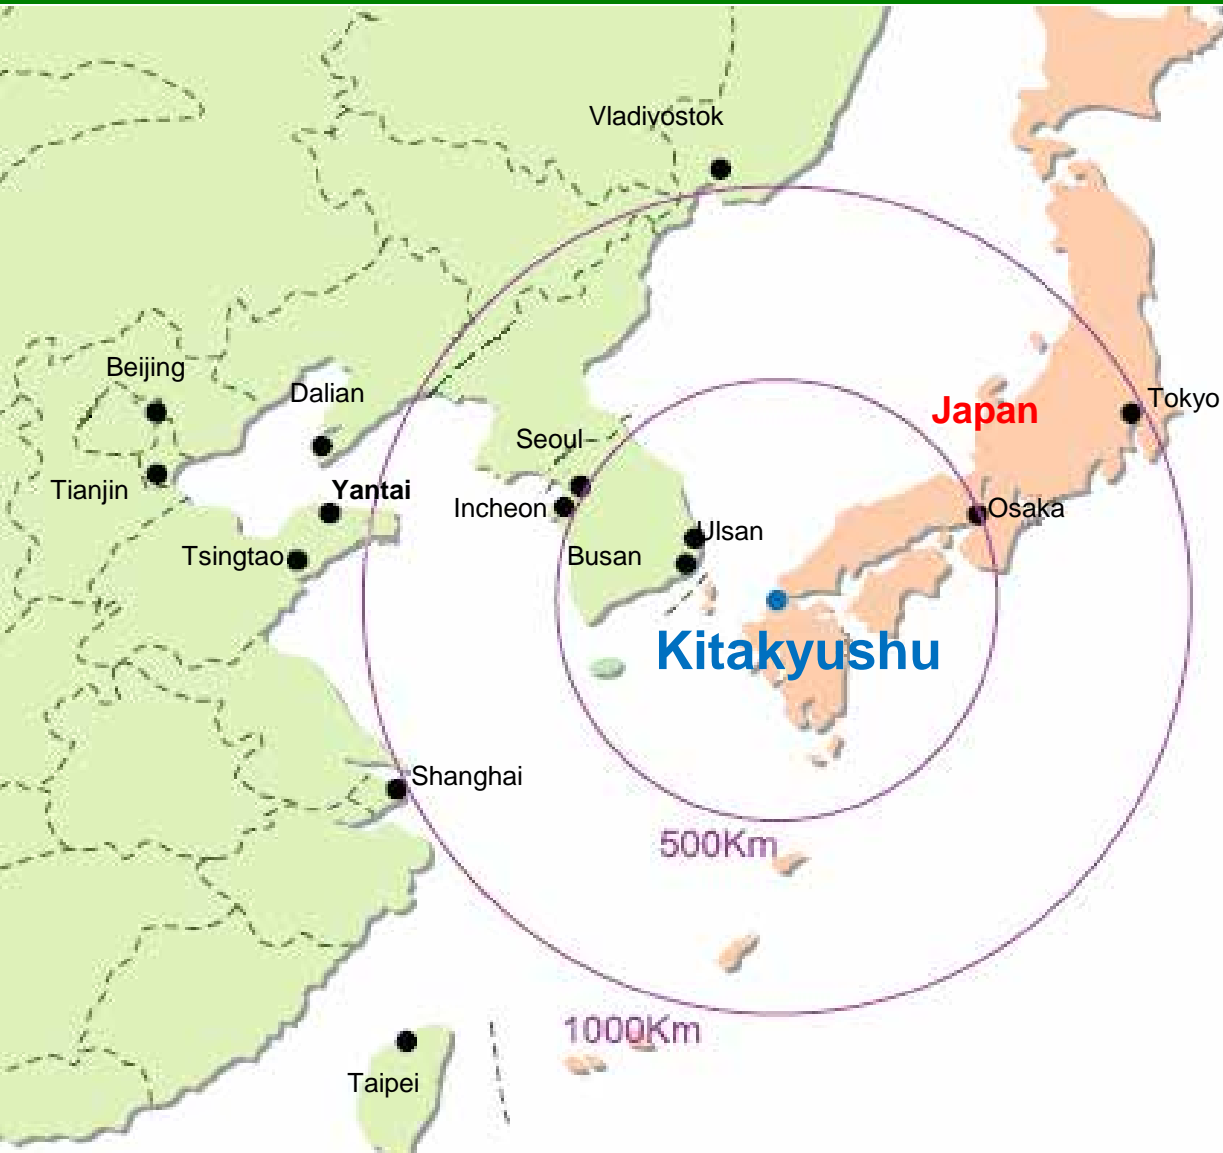 Vladivostok
Beijing
Dalian
Japan
Tokyo
Seoul
Tianjin
Yantai
Incheon
Osaka
Tsingtao
Busan
Ulsan
Kitakyushu
Shanghai
500Km
1000Km
Taipei